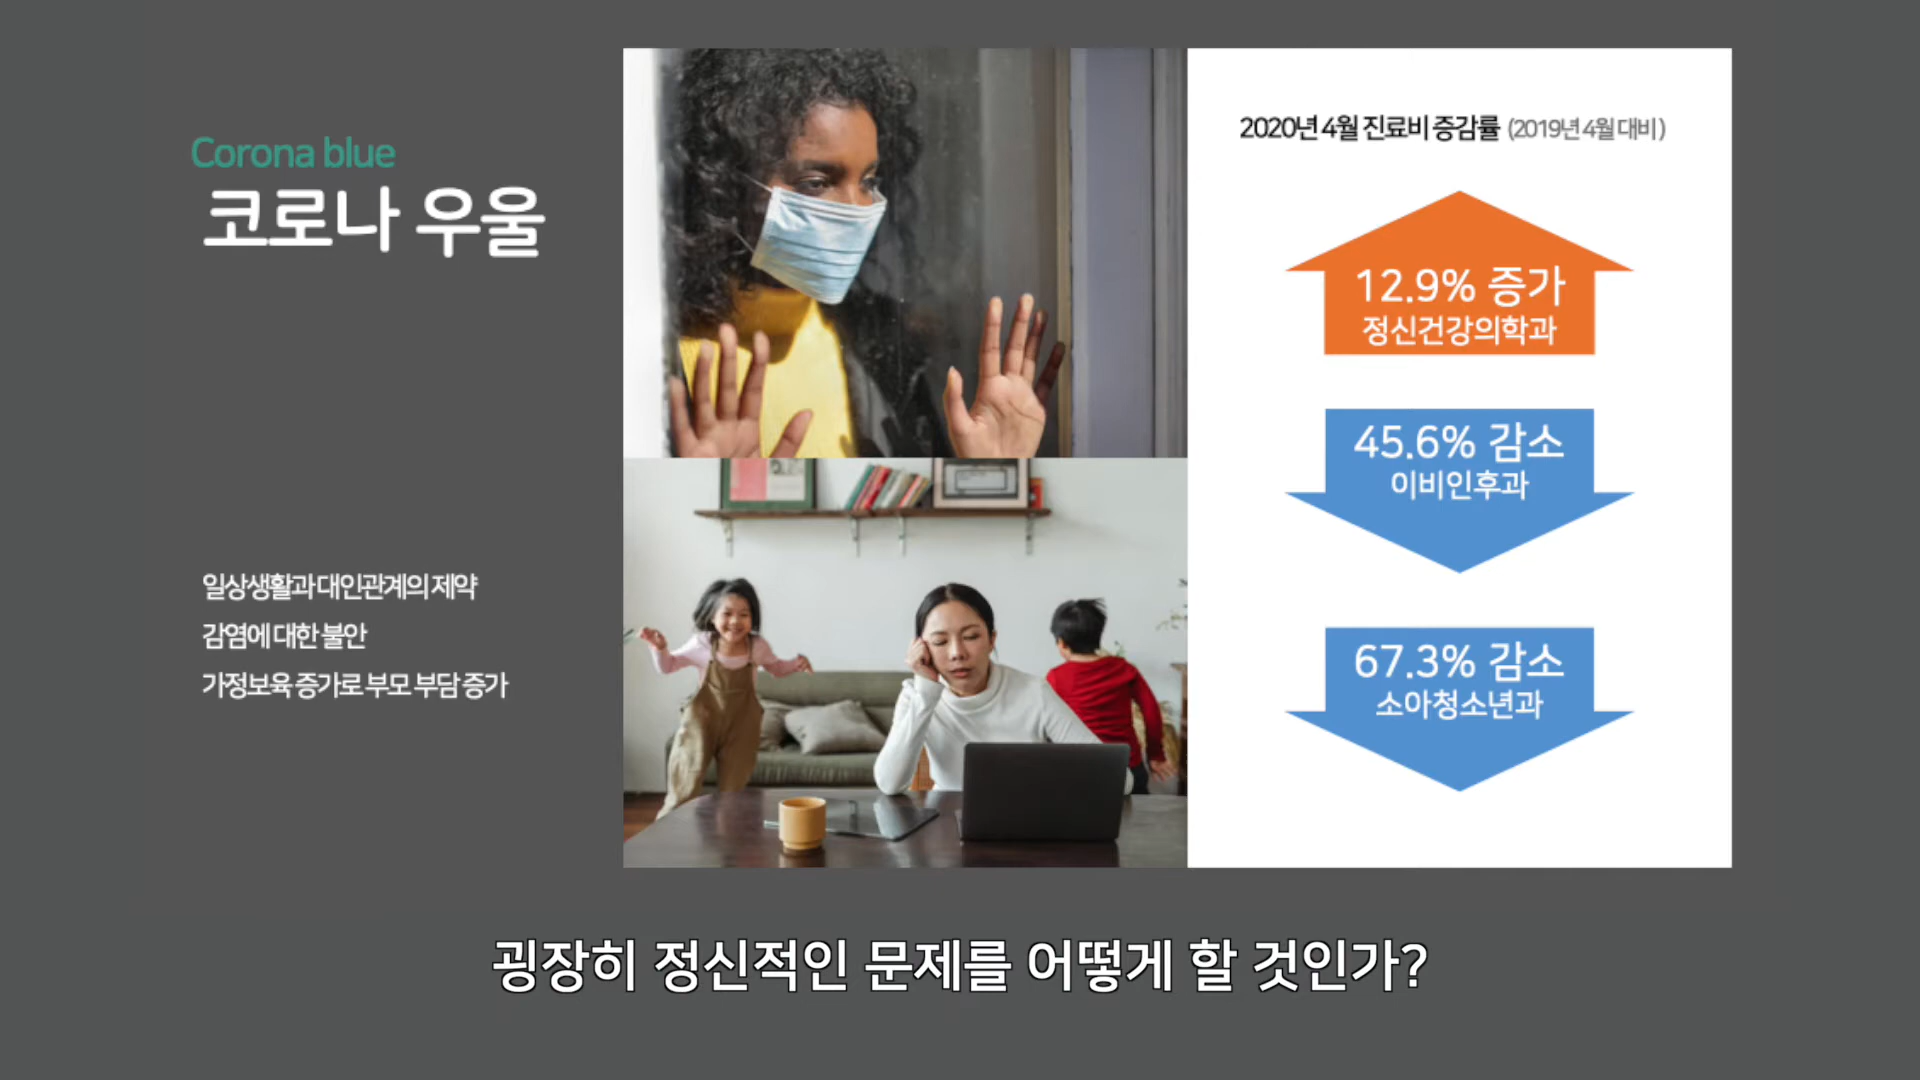 Corona blue
코로나 우울
일상생활과 대인관계의 제약
감염에 대한 불안
가정보육 증가로 부모 부담 증가
2020년 4월 진료비 증감률 (2019년 4월 대비)
12.9% 증가
정신건강의학과
45.6% 감소
이비인후과
67.3% 감소
소아청소년과
굉장히 정신적인 문제를 어떻게 할 것인가?